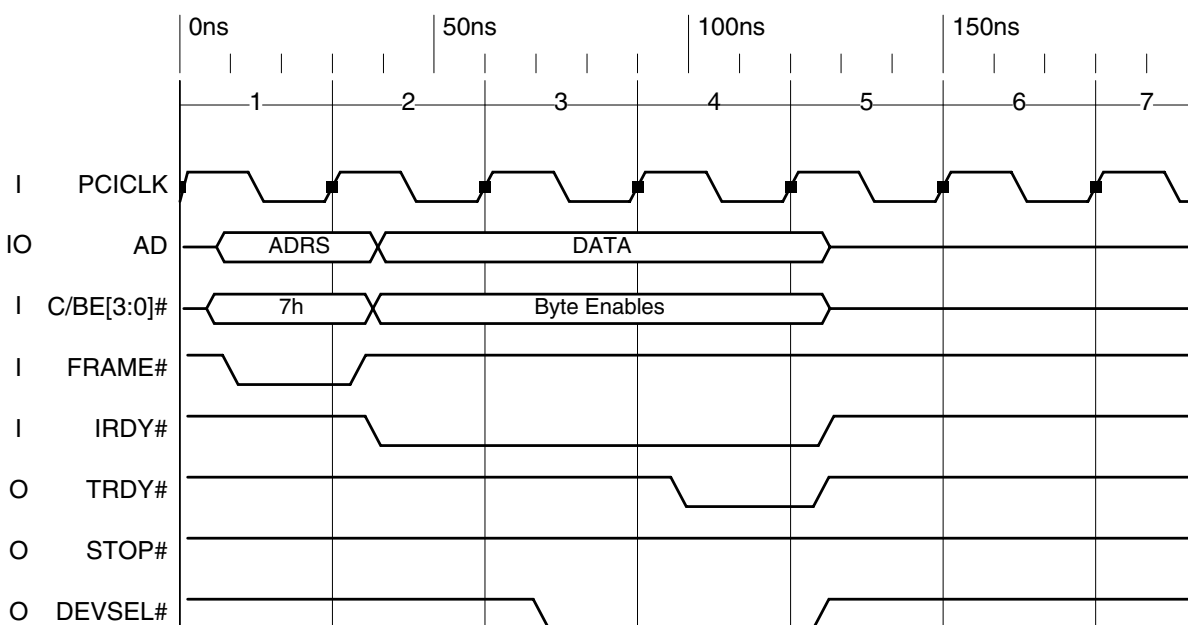 0ns 50ns 100ns 150ns
1 2 3 4 5 6 7
I PCICLK
IO AD ADRS DATA
I C/BE[3:0]# 7h Byte Enables
I FRAME#
I IRDY#
O TRDY#
O STOP#
O DEVSEL#